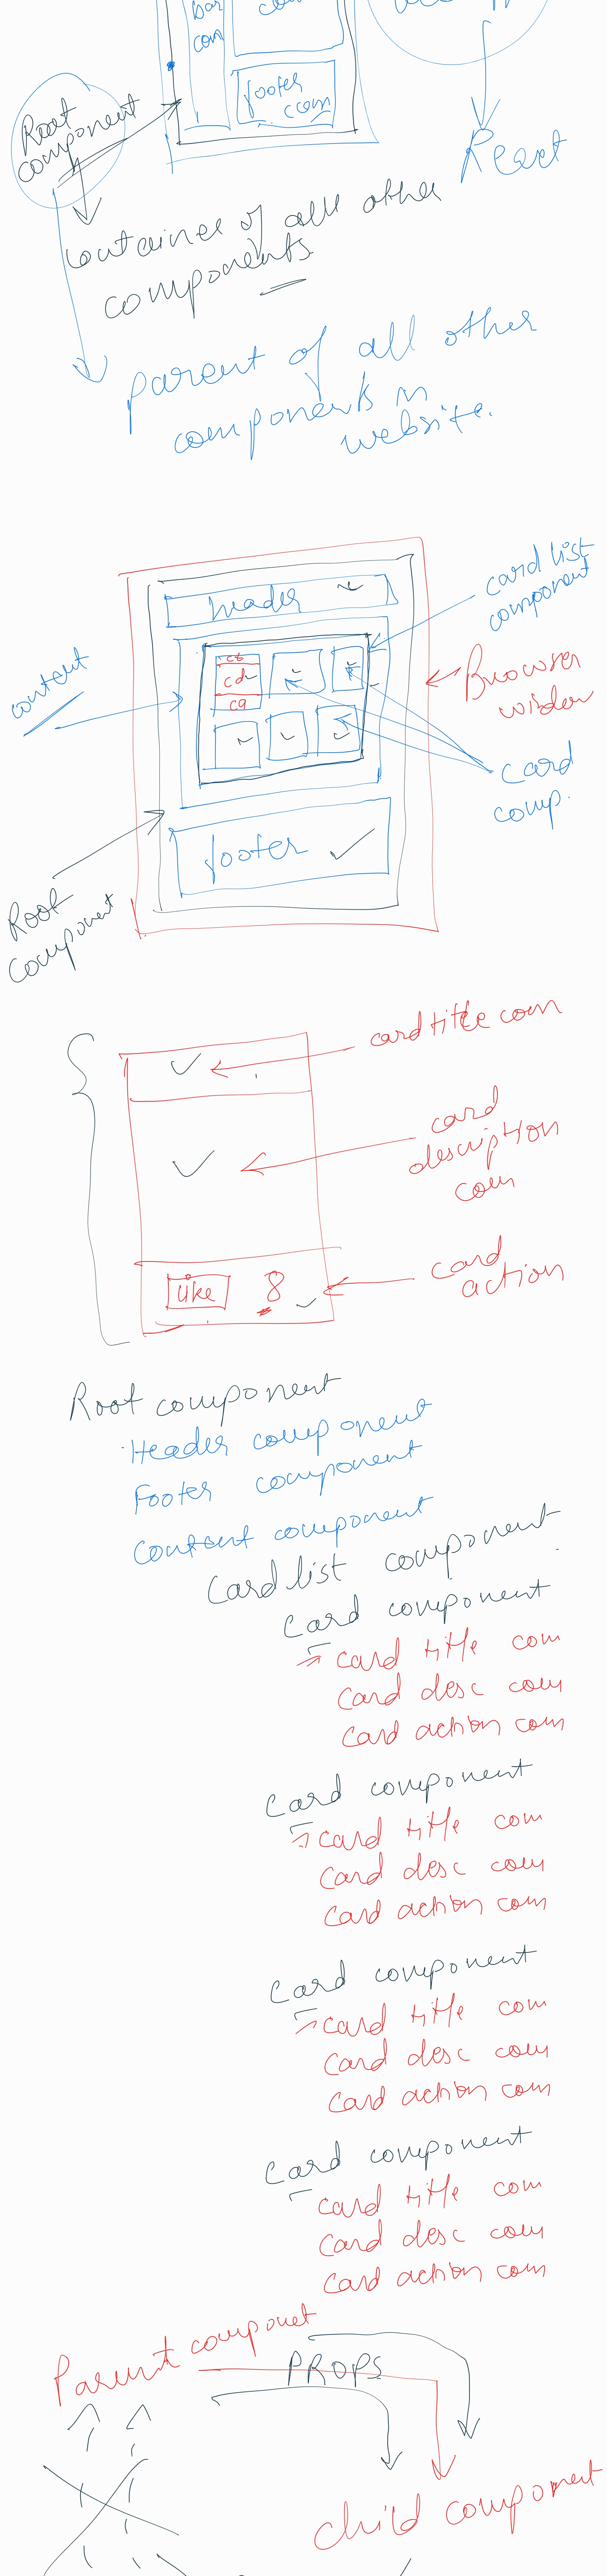 bar
com
footer
com
Root
component
React
container of all other
components
parent of all other
components in
website.
header
card list
component
content
ct
cd
ca
Browser
window
card
comp.
footer
Root
component
card title com
card
description
com
card
action
Like 8
Root component
Header component
Footer component
Content component
Card list component
Card component
card title com
card desc com
card action com
Card component
card title com
card desc com
card action com
Card component
card title com
card desc com
card action com
Card component
card title com
card desc com
card action com
Parent componet
PROPS
child component